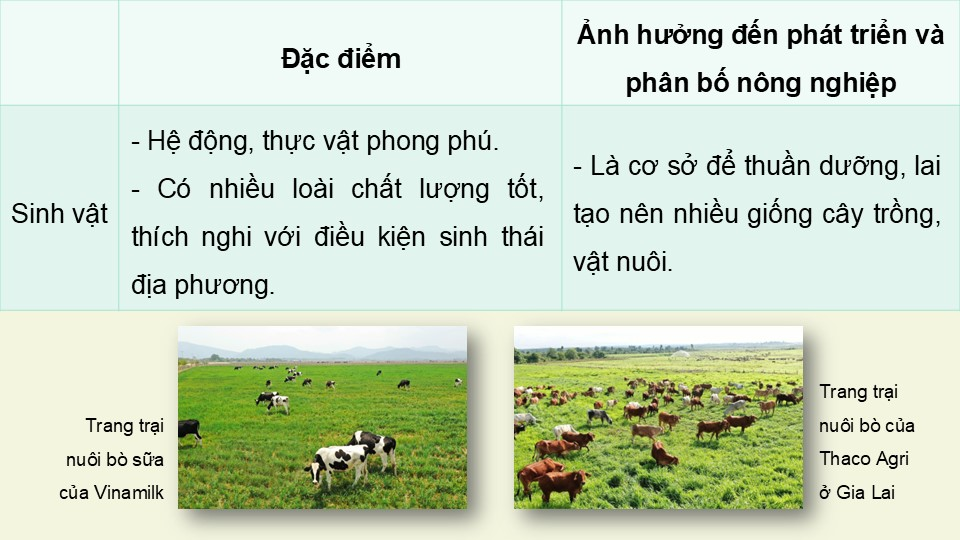 Đặc điểm
Ảnh hưởng đến phát triển và
phân bố nông nghiệp
Sinh vật
- Hệ động, thực vật phong phú.
- Có nhiều loài chất lượng tốt,
thích nghi với điều kiện sinh thái
địa phương.
- Là cơ sở để thuần dưỡng, lai
tạo nên nhiều giống cây trồng,
vật nuôi.
Trang trại
nuôi bò sữa
của Vinamilk
Trang trại
nuôi bò của
Thaco Agri
ở Gia Lai